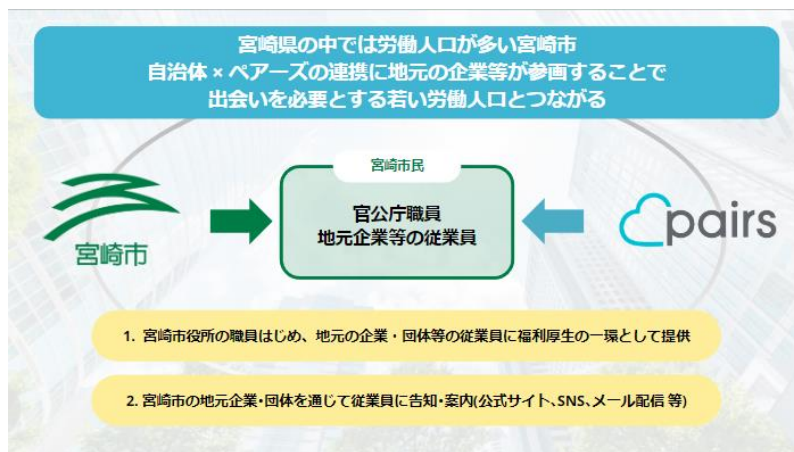 宮崎県の中では労働人口が多い宮崎市
自治体 × ペアーズの連携に地元の企業等が参画することで
出会いを必要とする若い労働人口とつながる
宮崎市民
官公庁職員
地元企業等の従業員
宮崎市
pairs
1. 宮崎市役所の職員はじめ、地元の企業・団体等の従業員に福利厚生の一環として提供
2. 宮崎市の地元企業・団体を通じて従業員に告知・案内(公式サイト、SNS、メール配信 等)